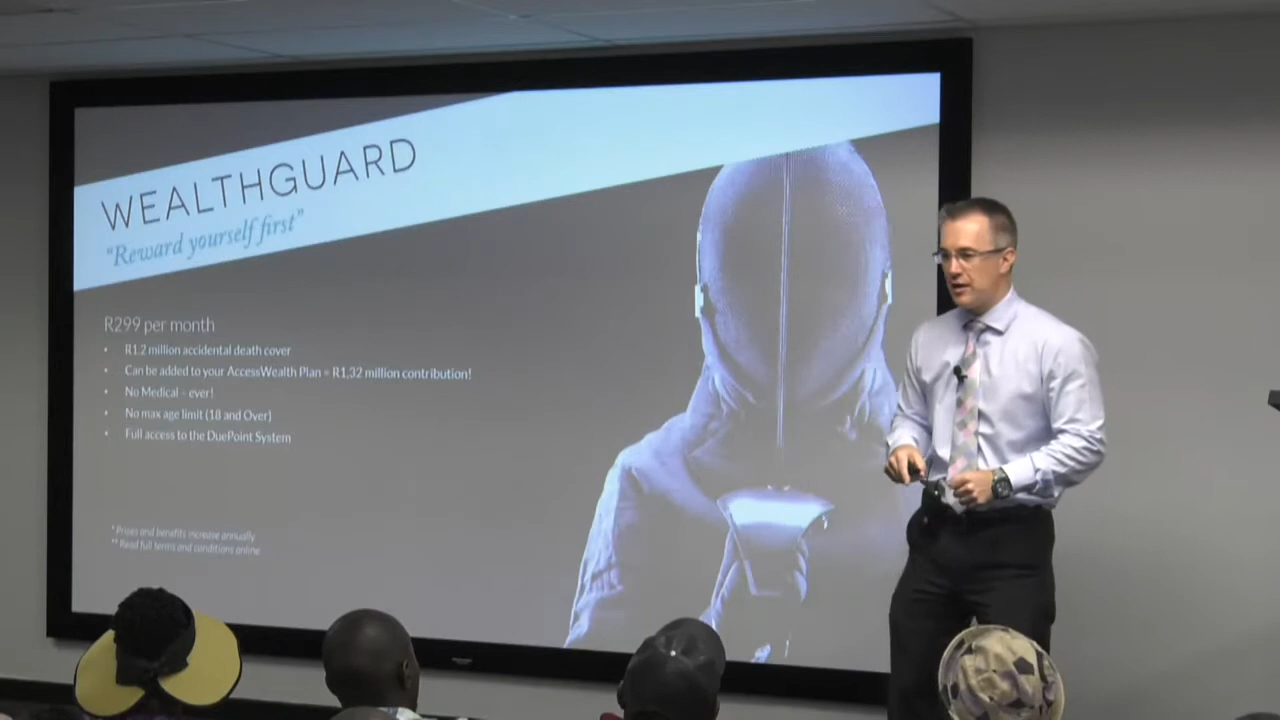 WEALTHGUARD
“Reward yourself first”
R299 per month
• R1.2 million accidental death cover
• Can be added to your AccessWealth Plan = R1,32 million contribution!
• No Medical - ever!
• No max age limit (18 and Over)
• Full access to the DuePoint System
* Prices and benefits increase annually
** Read full terms and conditions online